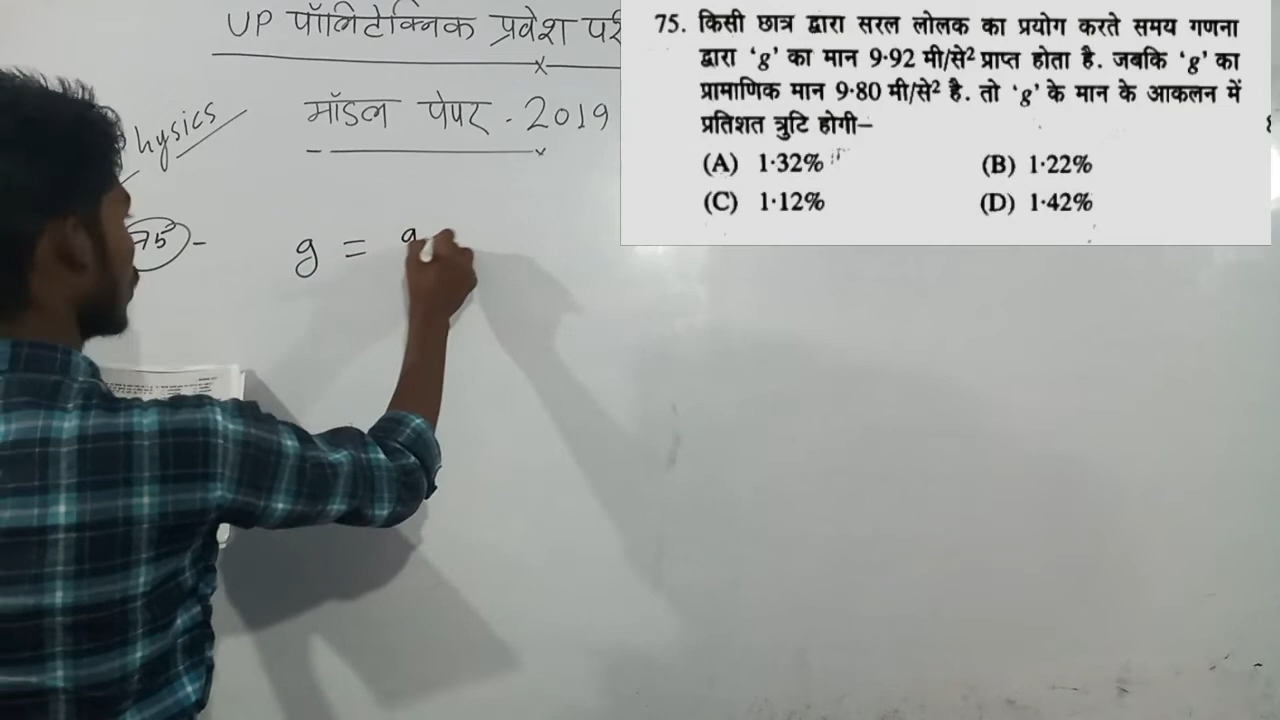 UP पॉलिटेक्निक प्रवेश
मॉडल पेपर - 2019
hysics
75 -
g = 9
75. किसी छात्र द्वारा सरल लोलक का प्रयोग करते समय गणना
द्वारा ‘g’ का मान 9·92 मी/से² प्राप्त होता है. जबकि ‘g’ का
प्रामाणिक मान 9·80 मी/से² है. तो ‘g’ के मान के आकलन में
प्रतिशत त्रुटि होगी–
(A) 1·32% (B) 1·22%
(C) 1·12% (D) 1·42%